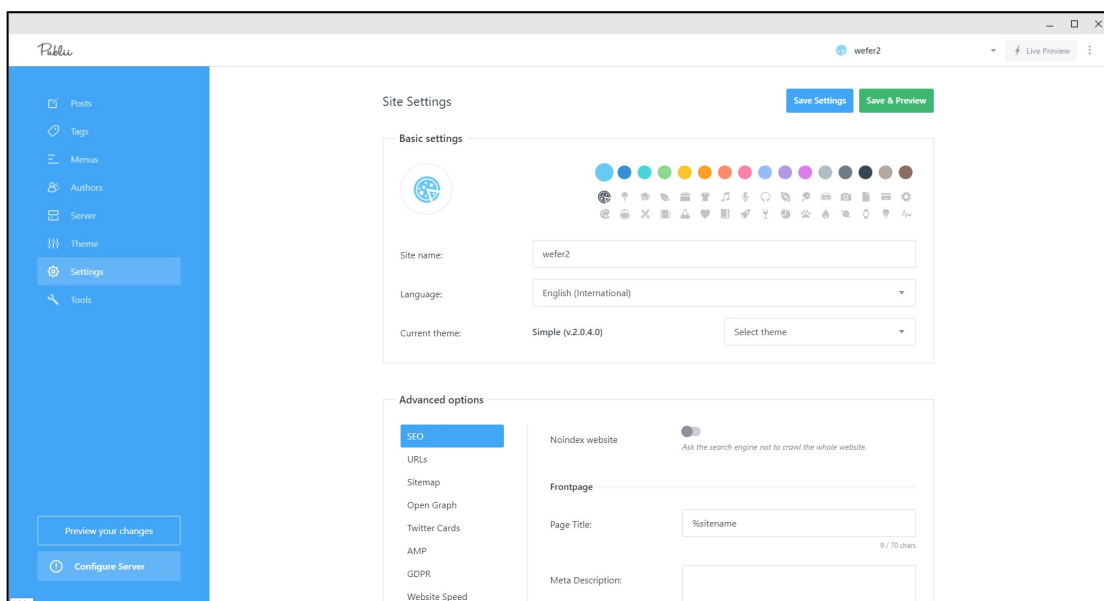 Publii
wefer2
Live Preview
Posts
Tags
Menus
Authors
Server
Theme
Settings
Tools
Preview your changes
Configure Server
Site Settings
Save Settings
Save & Preview
Basic settings
Site name:
wefer2
Language:
English (International)
Current theme:
Simple (v.2.0.4.0)
Select theme
Advanced options
SEO
URLs
Sitemap
Open Graph
Twitter Cards
AMP
GDPR
Website Speed
Noindex website
Ask the search engine not to crawl the whole website.
Frontpage
Page Title:
%sitename
9 / 70 chars
Meta Description: